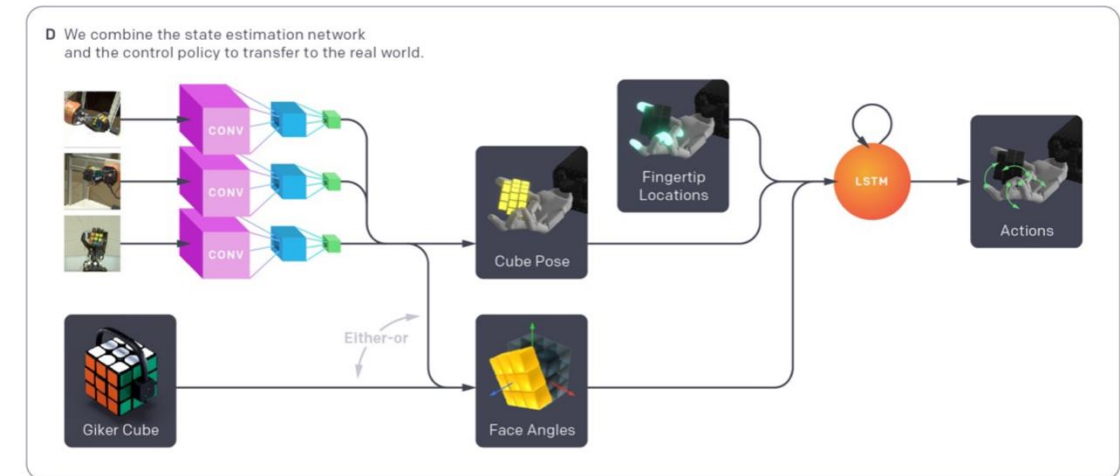 D We combine the state estimation network
and the control policy to transfer to the real world.
CONV
CONV
CONV
Fingertip
Locations
LSTM
Actions
Cube Pose
Either-or
Giker Cube
Face Angles